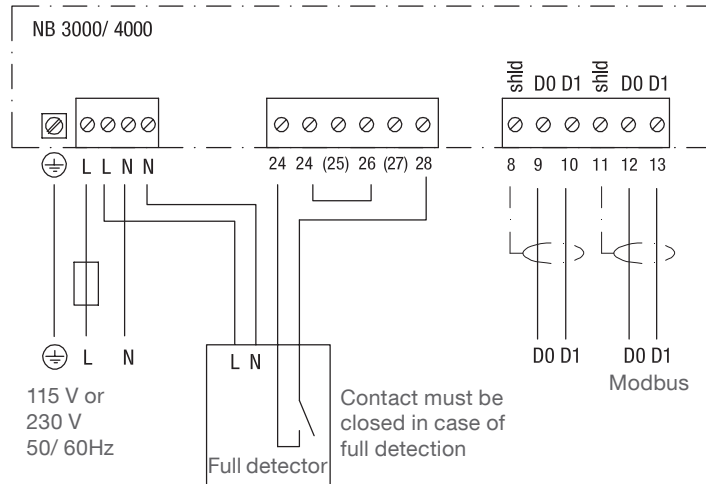 NB 3000/ 4000
shld D0 D1 shld D0 D1
L L N N 24 24 (25) 26 (27) 28 8 9 10 11 12 13
L N
L N
D0 D1 D0 D1
Modbus
115 V or
230 V
50/ 60Hz
Contact must be
closed in case of
full detection
Full detector